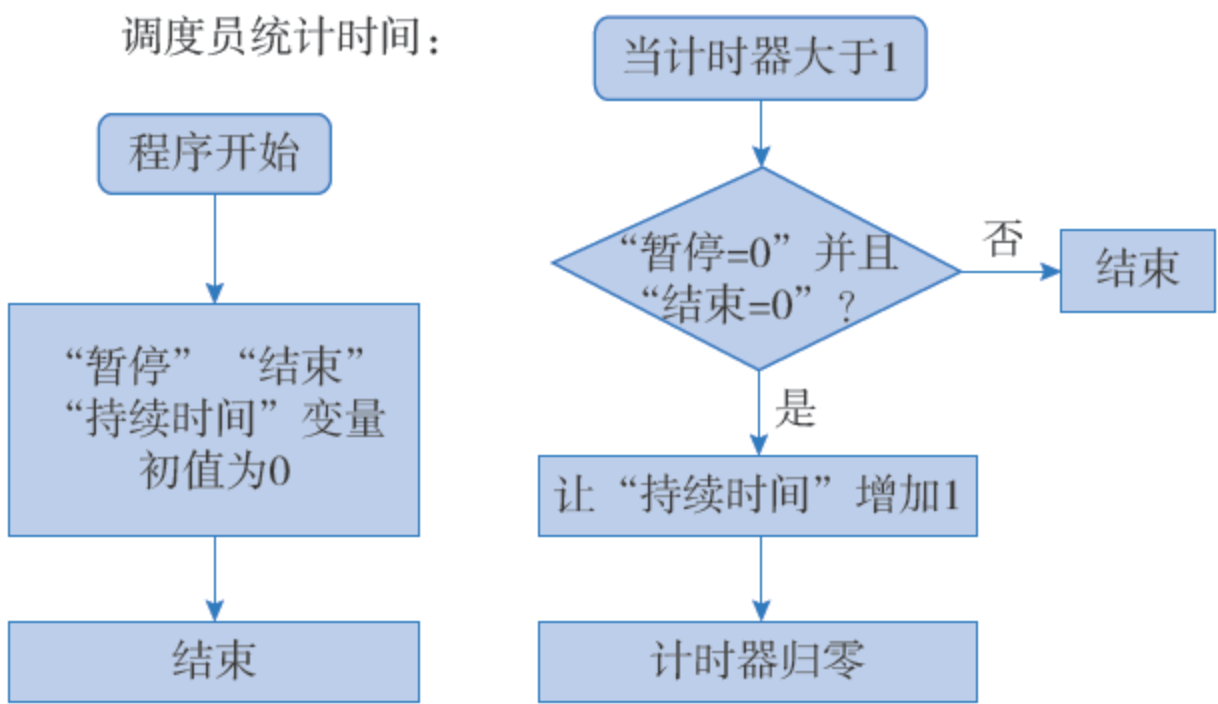 调度员统计时间：
程序开始
“暂停” “结束”
“持续时间”变量
初值为0
结束
当计时器大于1
“暂停=0”并且
“结束=0”？
否
结束
是
让“持续时间”增加1
计时器归零